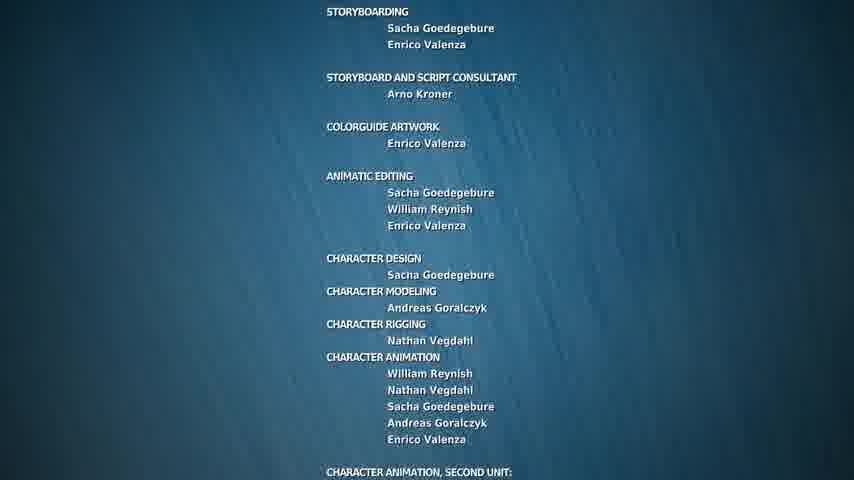 STORYBOARDING
Sacha Goedegebure
Enrico Valenza
STORYBOARD AND SCRIPT CONSULTANT
Arno Kroner
COLORGUIDE ARTWORK
Enrico Valenza
ANIMATIC EDITING
Sacha Goedegebure
William Reynish
Enrico Valenza
CHARACTER DESIGN
Sacha Goedegebure
CHARACTER MODELING
Andreas Goralczyk
CHARACTER RIGGING
Nathan Vegdahl
CHARACTER ANIMATION
William Reynish
Nathan Vegdahl
Sacha Goedegebure
Andreas Goralczyk
Enrico Valenza
CHARACTER ANIMATION, SECOND UNIT: